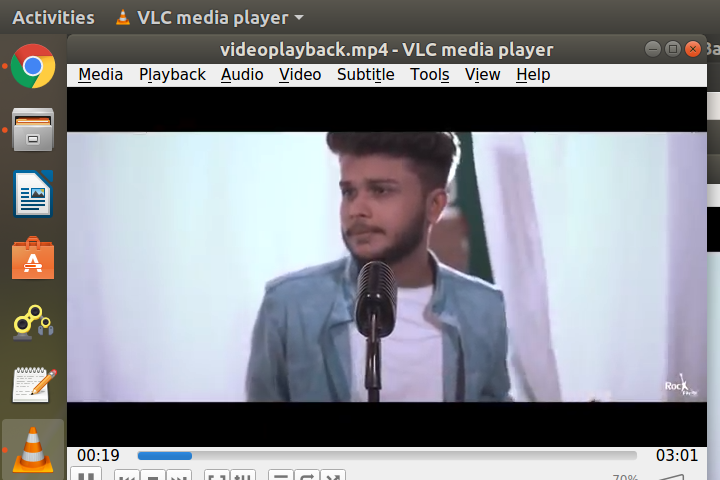 Activities VLC media player
videoplayback.mp4 - VLC media player
Media Playback Audio Video Subtitle Tools View Help
Rock
00:19 03:01
70%